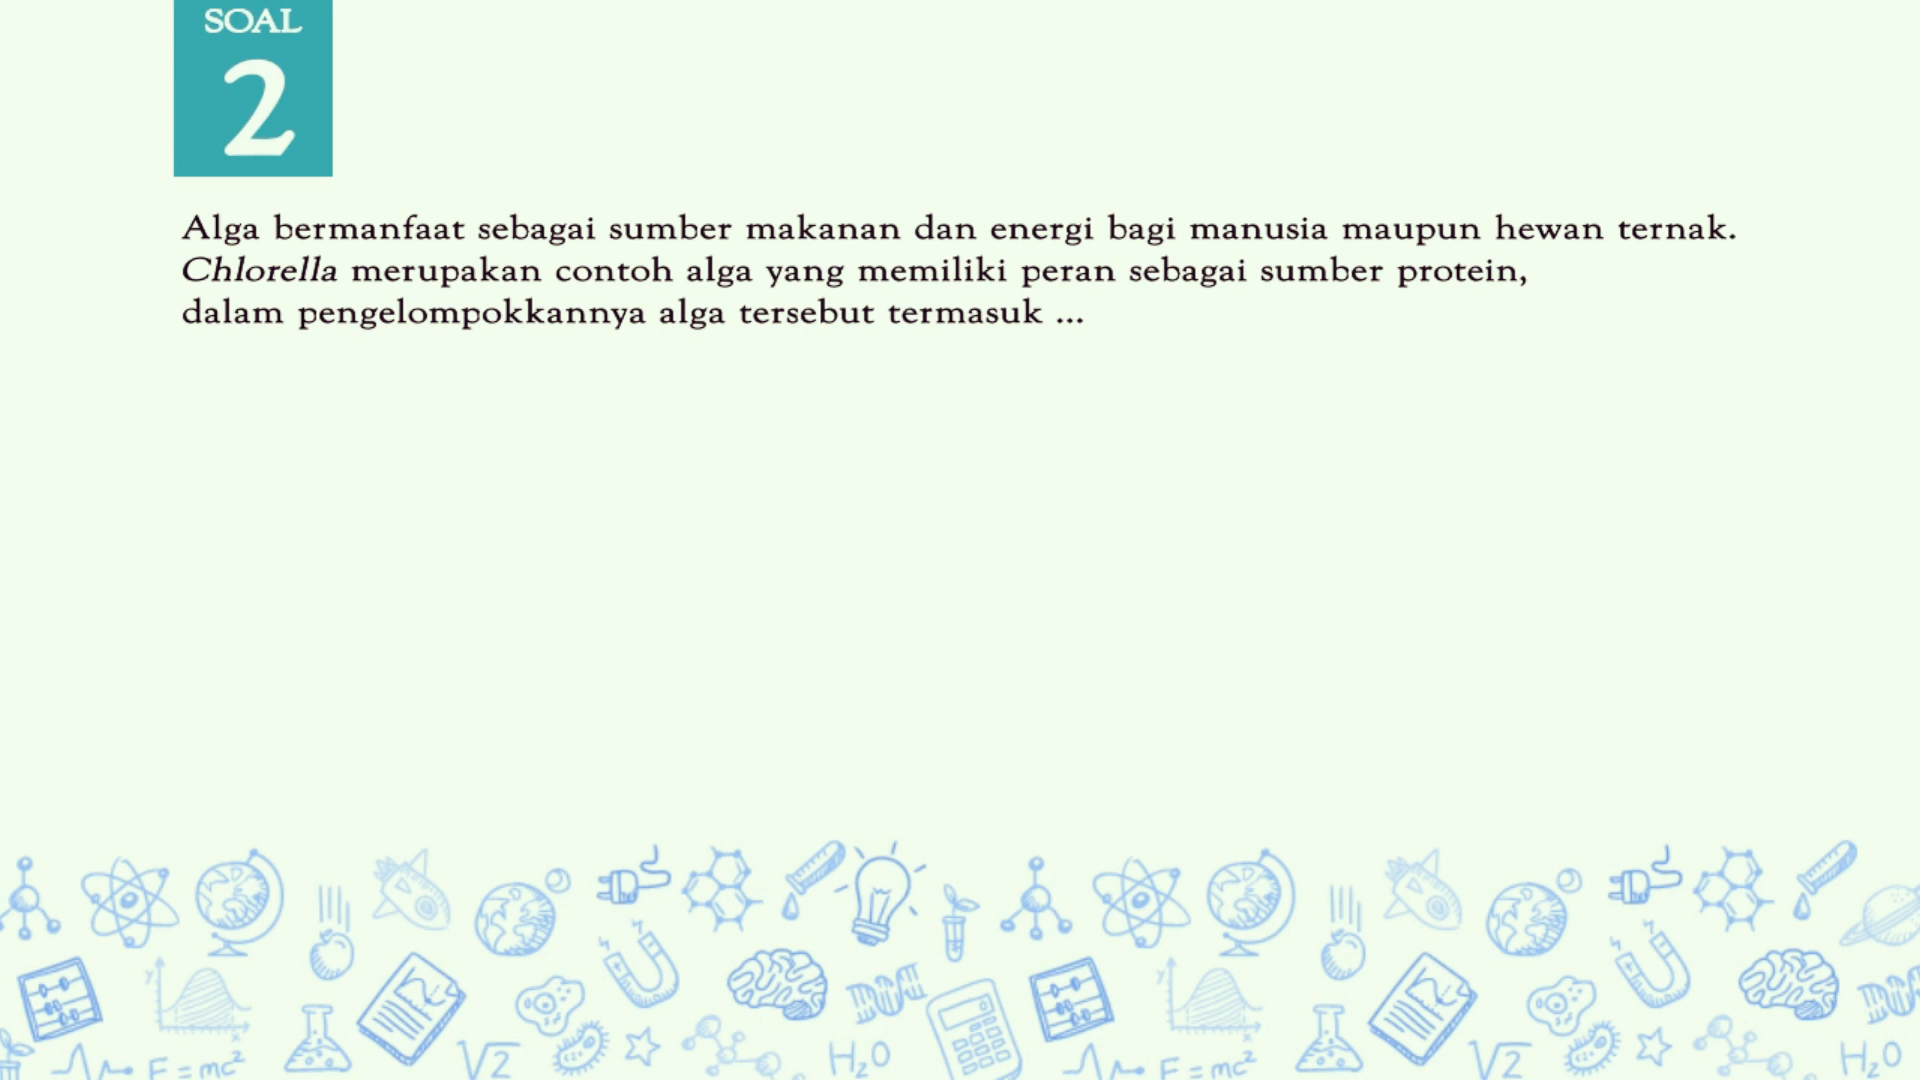 SOAL
2
Alga bermanfaat sebagai sumber makanan dan energi bagi manusia maupun hewan ternak.
Chlorella merupakan contoh alga yang memiliki peran sebagai sumber protein,
dalam pengelompokkannya alga tersebut termasuk ...
y
x
E = mc²
√2
H₂O
y
x
E = mc²
√2
H₂O